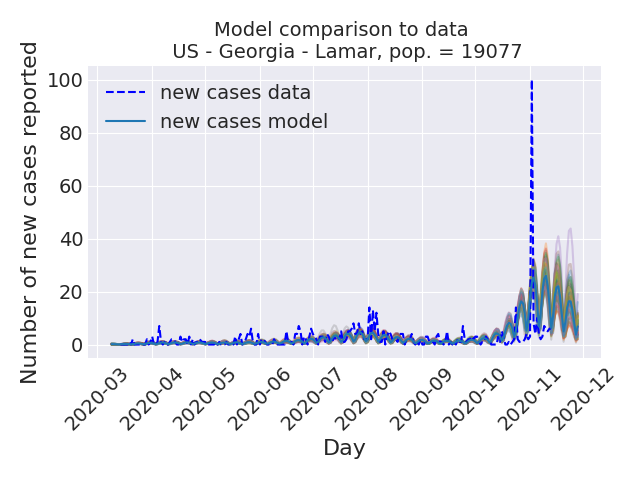 Model comparison to data
US - Georgia - Lamar, pop. = 19077
Number of new cases reported
100
80
60
40
20
0
new cases data
new cases model
2020-03
2020-04
2020-05
2020-06
2020-07
2020-08
2020-09
2020-10
2020-11
2020-12
Day